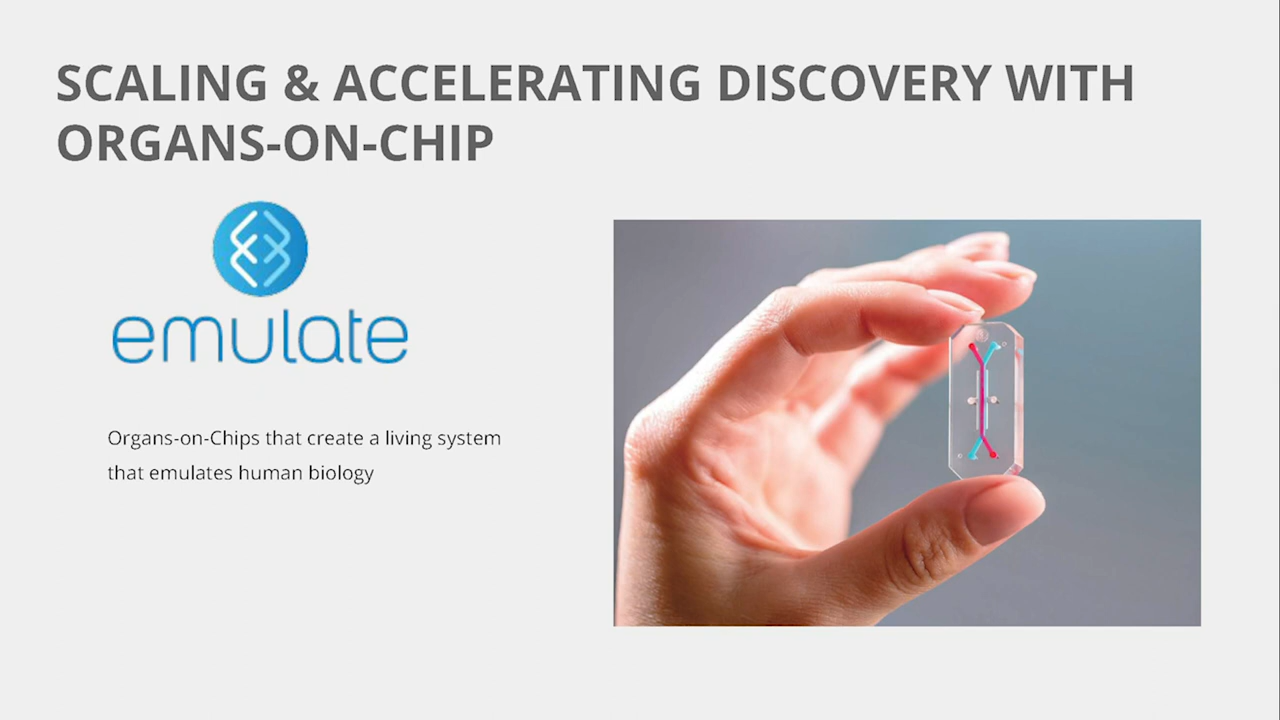 SCALING & ACCELERATING DISCOVERY WITH
ORGANS-ON-CHIP
emulate
Organs-on-Chips that create a living system
that emulates human biology